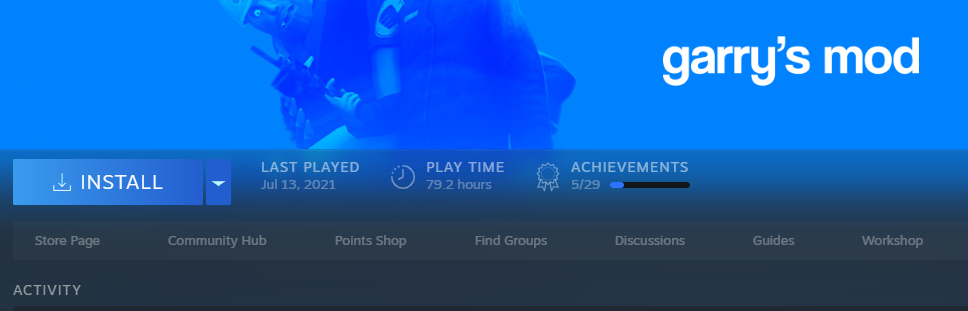 garry's mod
INSTALL
LAST PLAYED
Jul 13, 2021
PLAY TIME
79.2 hours
ACHIEVEMENTS
5/29
Store Page
Community Hub
Points Shop
Find Groups
Discussions
Guides
Workshop
ACTIVITY